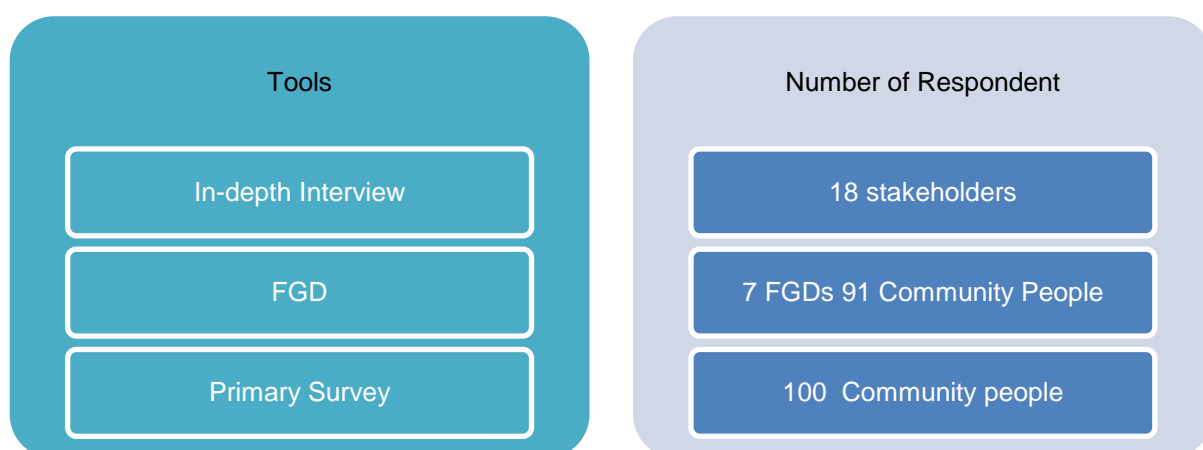 Tools
In-depth Interview
FGD
Primary Survey
Number of Respondent
18 stakeholders
7 FGDs 91 Community People
100 Community people